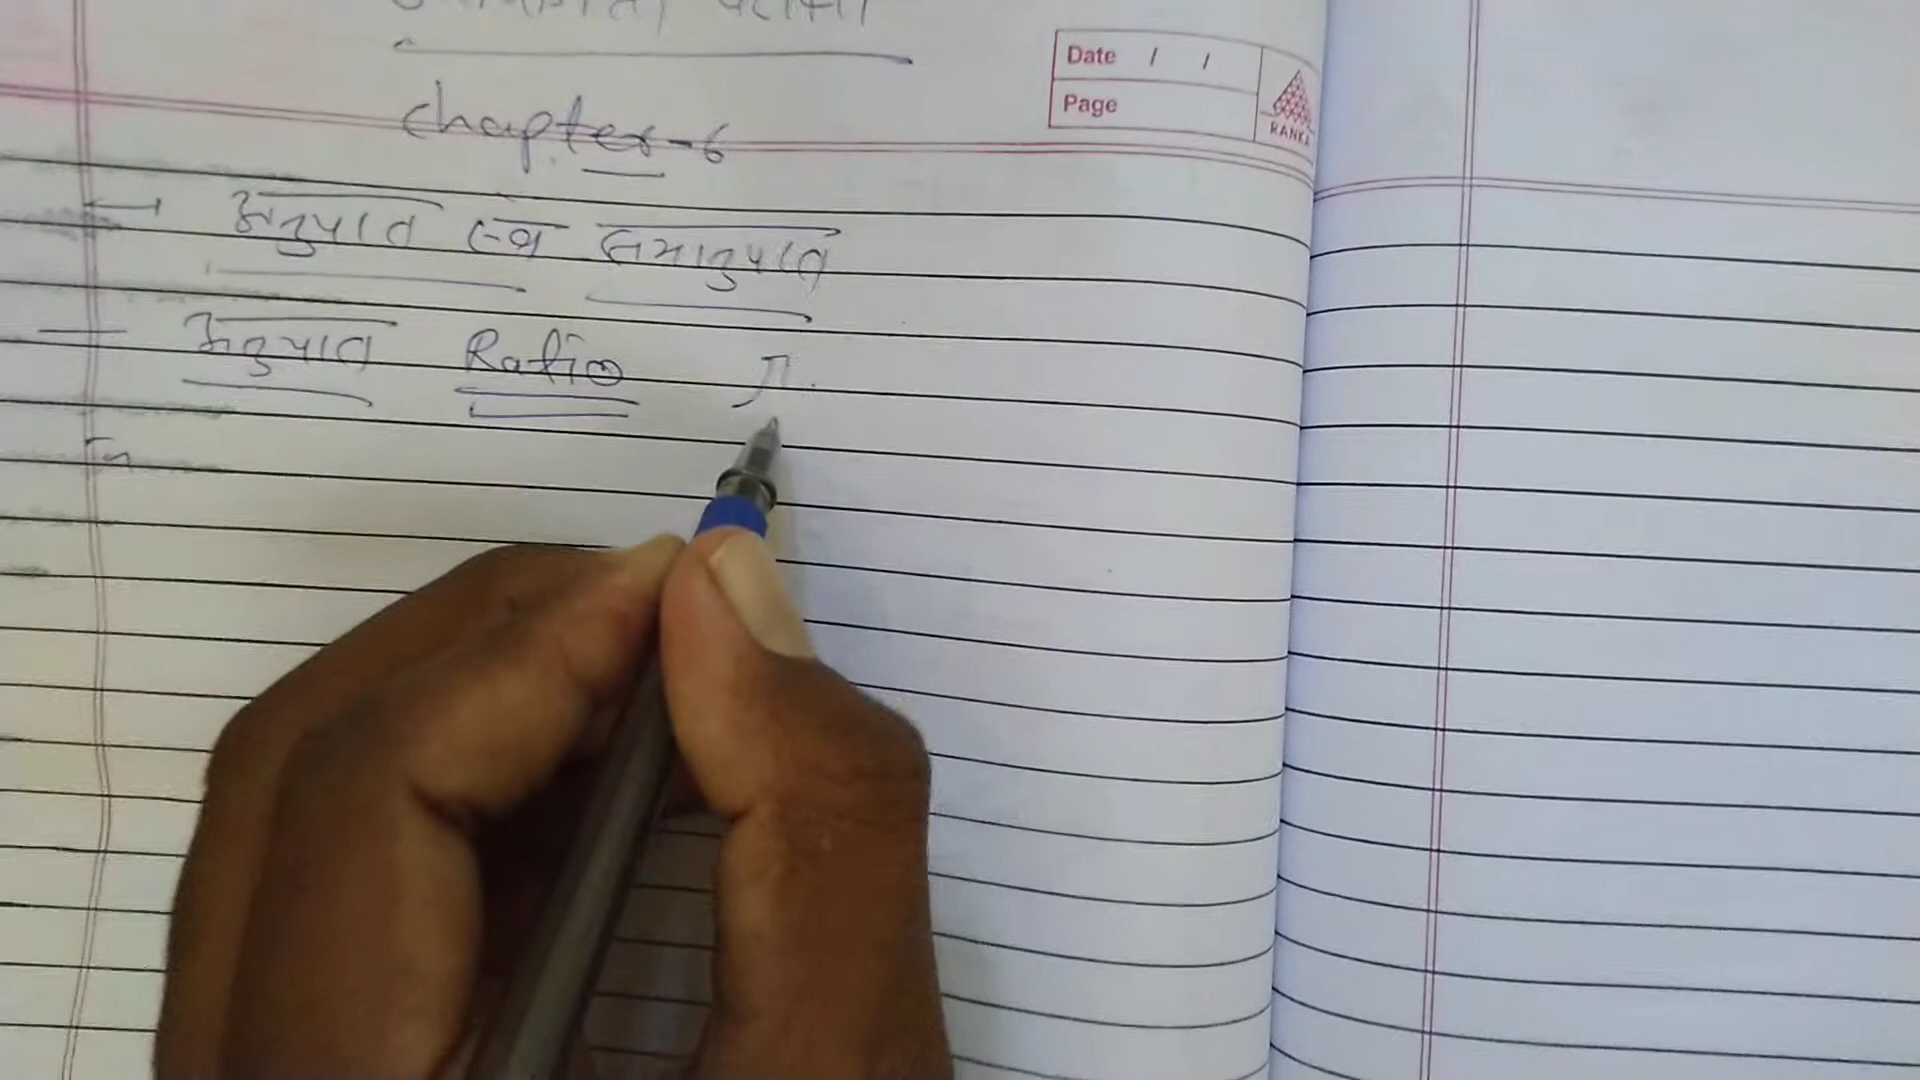 Date / /
Page
RANKA
chapter-6
→ अनुपात एवं समानुपात
— अनुपात Ratio